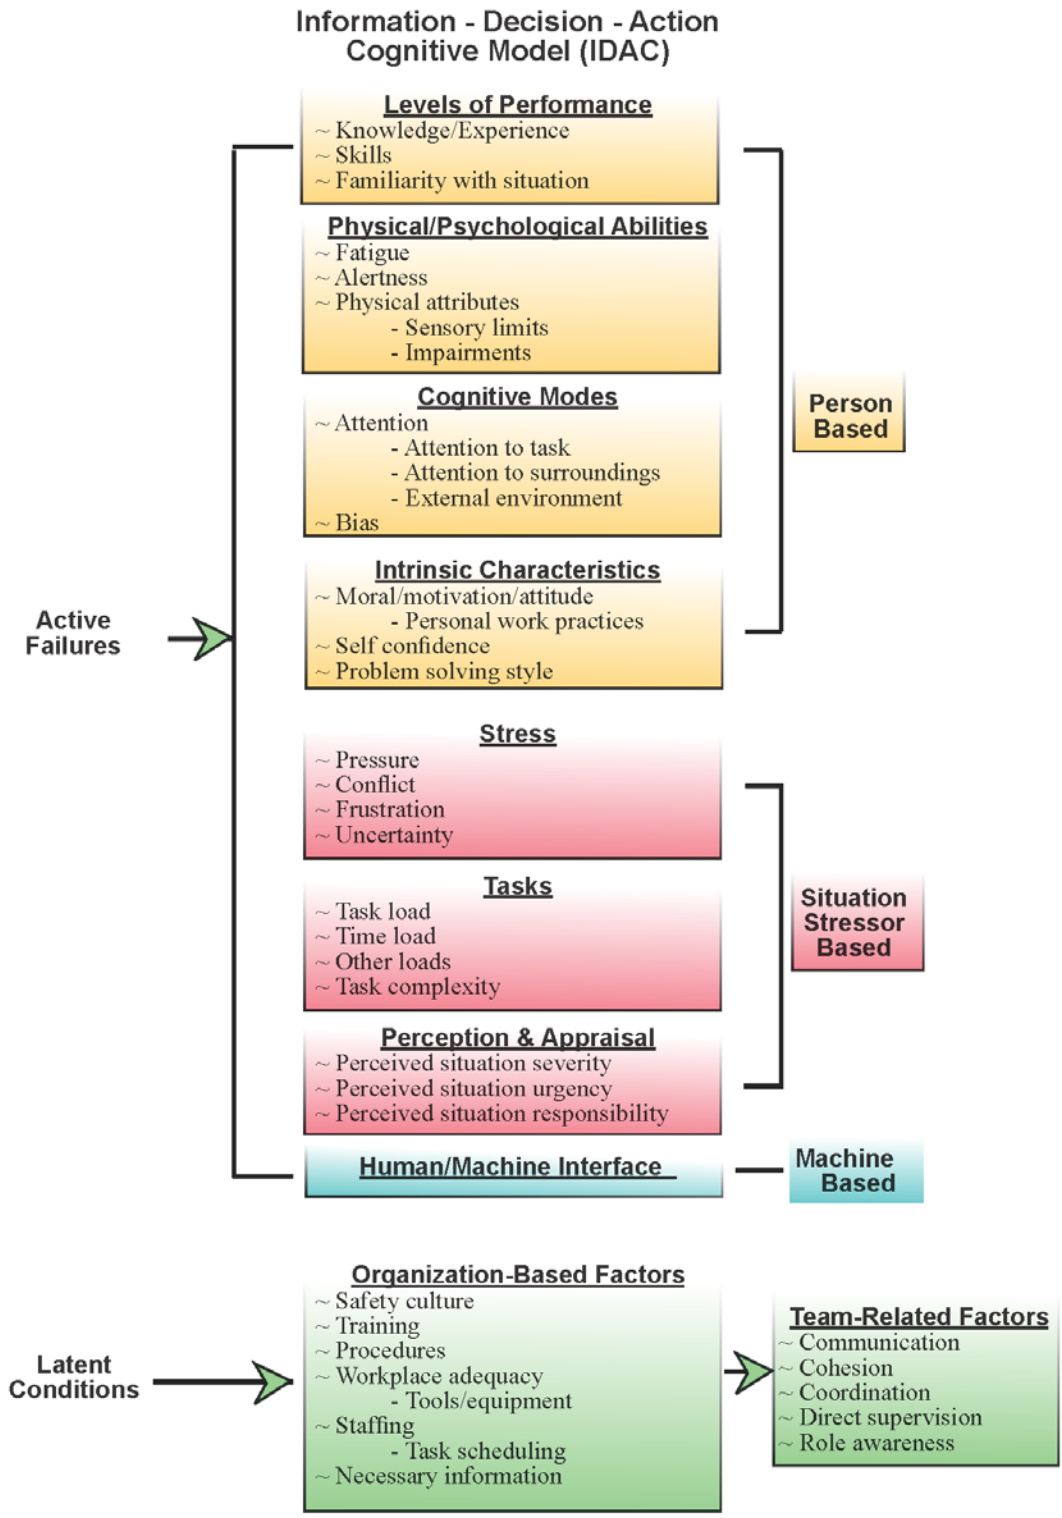 Information - Decision - Action
Cognitive Model (IDAC)
Levels of Performance
~ Knowledge/Experience
~ Skills
~ Familiarity with situation
Physical/Psychological Abilities
~ Fatigue
~ Alertness
~ Physical attributes
- Sensory limits
- Impairments
Cognitive Modes
~ Attention
- Attention to task
- Attention to surroundings
- External environment
~ Bias
Person
Based
Intrinsic Characteristics
~ Moral/motivation/attitude
- Personal work practices
~ Self confidence
~ Problem solving style
Active
Failures
Stress
~ Pressure
~ Conflict
~ Frustration
~ Uncertainty
Tasks
~ Task load
~ Time load
~ Other loads
~ Task complexity
Situation
Stressor
Based
Perception & Appraisal
~ Perceived situation severity
~ Perceived situation urgency
~ Perceived situation responsibility
Human/Machine Interface
Machine
Based
Latent
Conditions
Organization-Based Factors
~ Safety culture
~ Training
~ Procedures
~ Workplace adequacy
- Tools/equipment
~ Staffing
- Task scheduling
~ Necessary information
Team-Related Factors
~ Communication
~ Cohesion
~ Coordination
~ Direct supervision
~ Role awareness